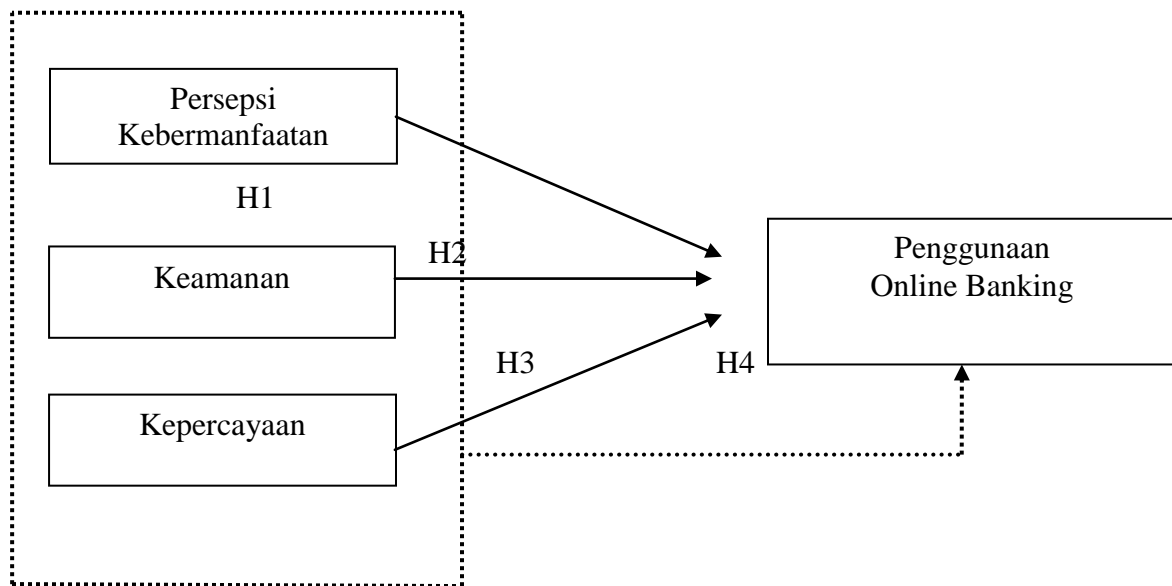 Persepsi
Kebermanfaatan
H1
Keamanan
H2
Penggunaan
Online Banking
Kepercayaan
H3
H4